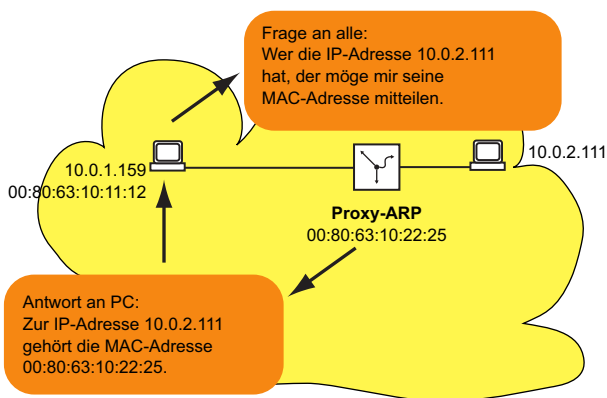 Frage an alle:
Wer die IP-Adresse 10.0.2.111
hat, der möge mir seine
MAC-Adresse mitteilen.
10.0.1.159
00:80:63:10:11:12
10.0.2.111
Proxy-ARP
00:80:63:10:22:25
Antwort an PC:
Zur IP-Adresse 10.0.2.111
gehört die MAC-Adresse
00:80:63:10:22:25.